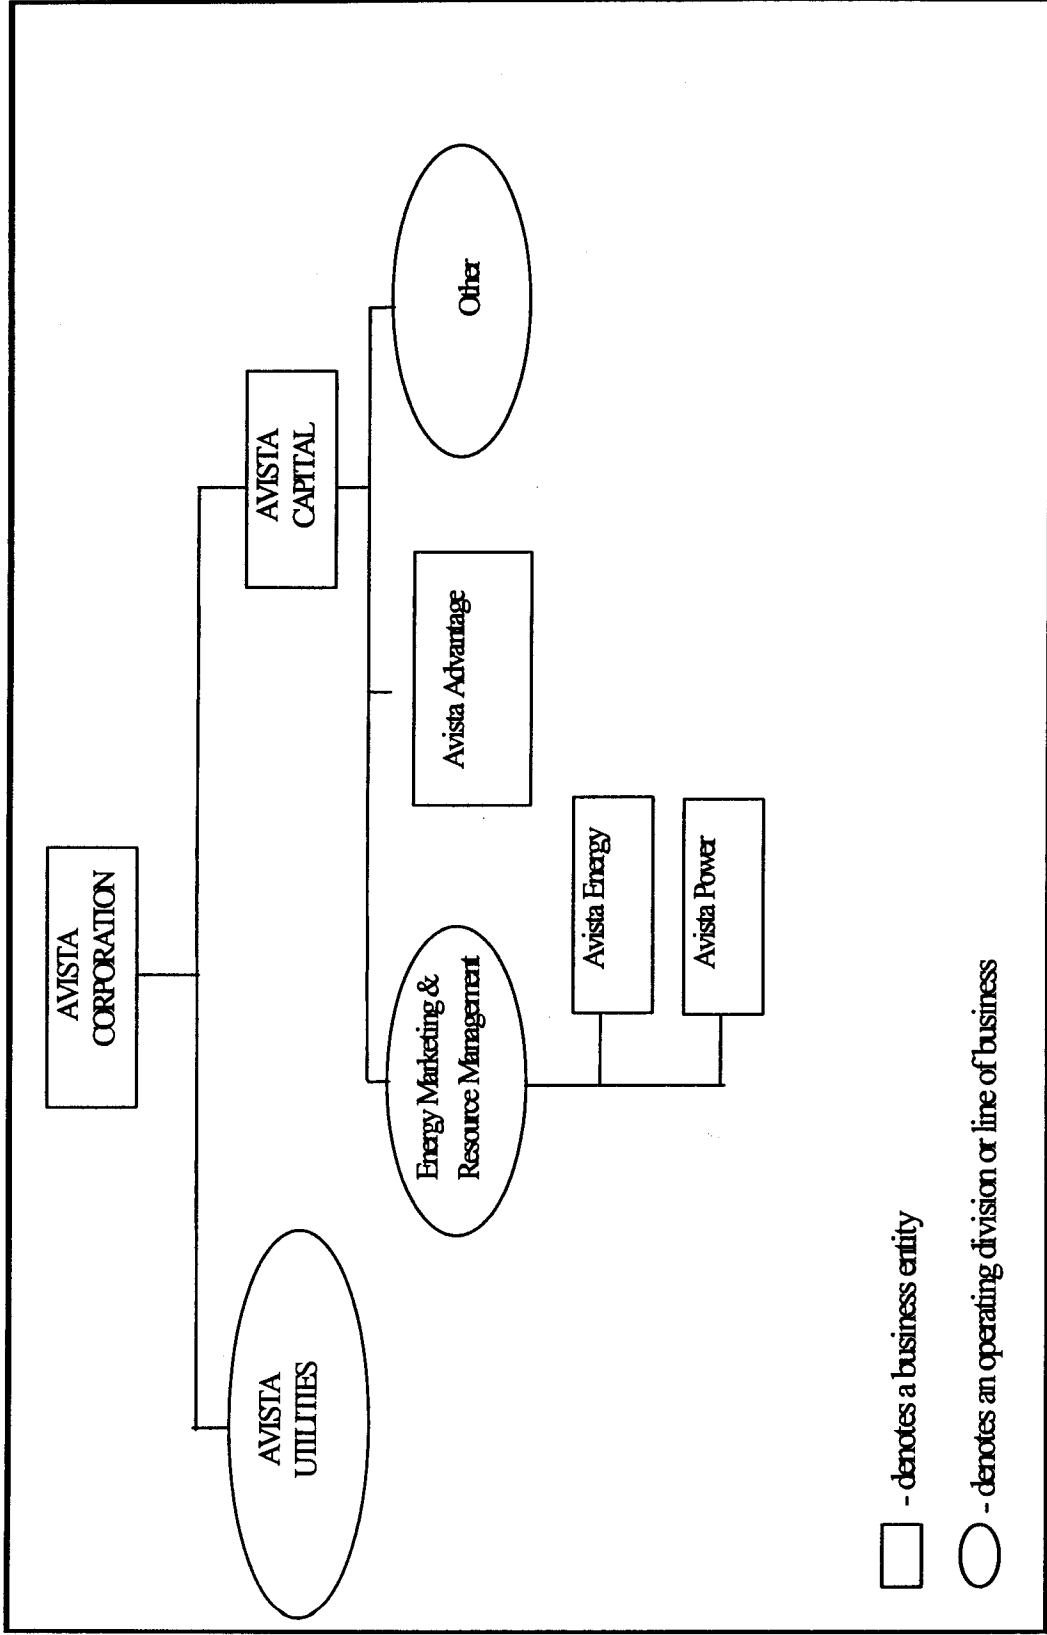 AVISTA
CORPORATION
AVISTA
UTILITIES
AVISTA
CAPITAL
Energy Marketing &
Resource Management
Avista Advantage
Other
Avista Energy
Avista Power
- denotes a business entity
- denotes an operating division or line of business